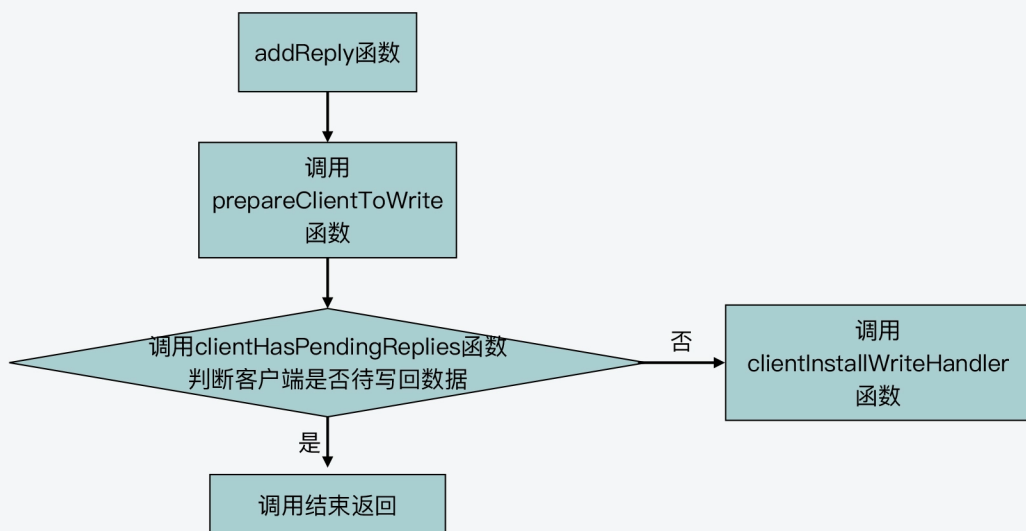 addReply函数
调用
prepareClientToWrite
函数
调用clientHasPendingReplies函数
判断客户端是否待写回数据
否
调用
clientInstallWriteHandler
函数
是
调用结束返回